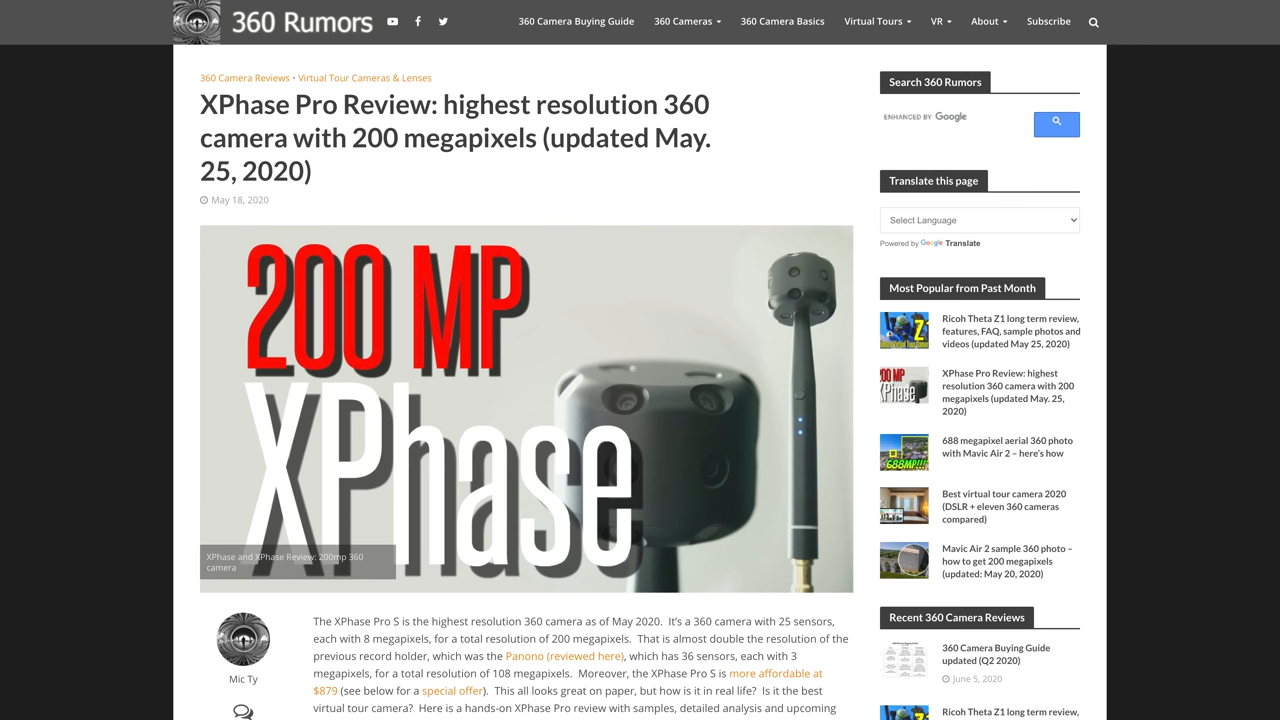 360 Rumors
360 Camera Buying Guide
360 Cameras
360 Camera Basics
Virtual Tours
VR
About
Subscribe
360 Camera Reviews • Virtual Tour Cameras & Lenses
XPhase Pro Review: highest resolution 360
camera with 200 megapixels (updated May.
25, 2020)
May 18, 2020
200 MP
XPhase
XPhase and XPhase Review: 200mp 360
camera
Mic Ty
The XPhase Pro S is the highest resolution 360 camera as of May 2020. It's a 360 camera with 25 sensors,
each with 8 megapixels, for a total resolution of 200 megapixels. That is almost double the resolution of the
previous record holder, which was the Panono (reviewed here), which has 36 sensors, each with 3
megapixels, for a total resolution of 108 megapixels. Moreover, the XPhase Pro S is more affordable at
$879 (see below for a special offer). This all looks great on paper, but how is it in real life? Is it the best
virtual tour camera? Here is a hands-on XPhase Pro review with samples, detailed analysis and upcoming
Search 360 Rumors
ENHANCED BY Google
Translate this page
Select Language
Powered by Google Translate
Most Popular from Past Month
Z1
Ricoh Theta Z1 long term review,
features, FAQ, sample photos and
videos (updated May 25, 2020)
200 MP
XPhase
XPhase Pro Review: highest
resolution 360 camera with 200
megapixels (updated May. 25,
2020)
688MP!!!
688 megapixel aerial 360 photo
with Mavic Air 2 – here's how
Best virtual tour camera 2020
(DSLR + eleven 360 cameras
compared)
Mavic Air 2 sample 360 photo –
how to get 200 megapixels
(updated: May 20, 2020)
Recent 360 Camera Reviews
360 Camera Buying Guide
updated (Q2 2020)
June 5, 2020
Ricoh Theta Z1 long term review,